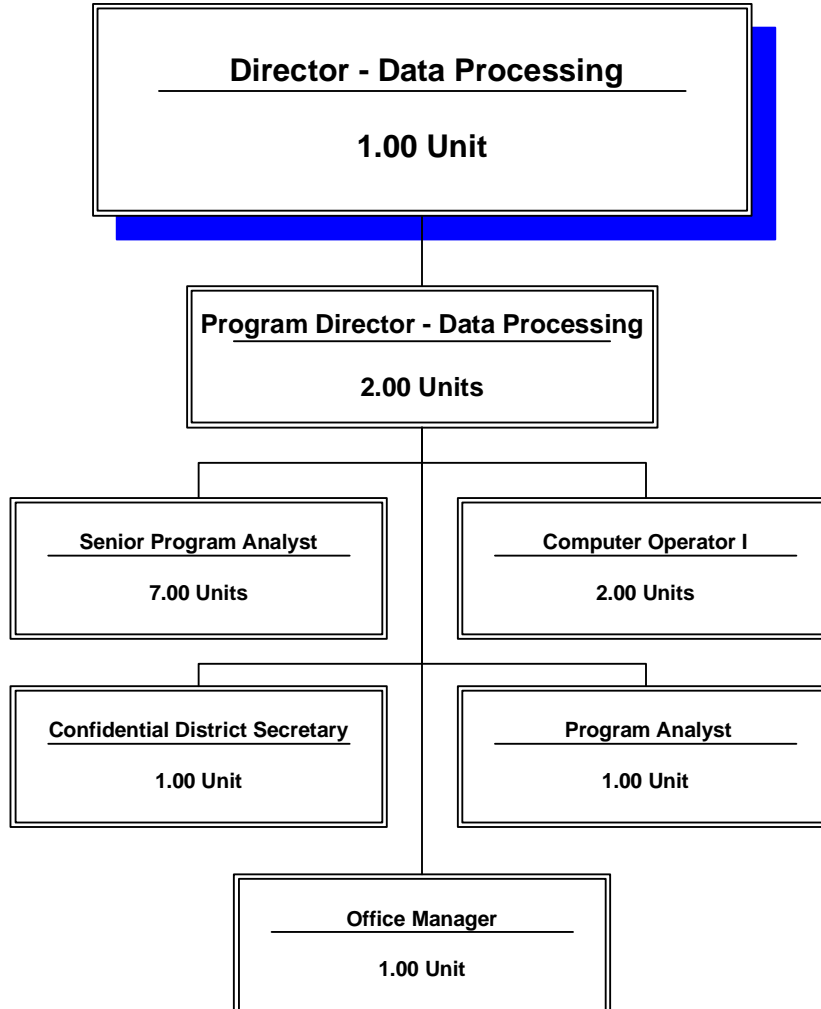 Director - Data Processing
1.00 Unit
Program Director - Data Processing
2.00 Units
Senior Program Analyst
7.00 Units
Computer Operator I
2.00 Units
Confidential District Secretary
1.00 Unit
Program Analyst
1.00 Unit
Office Manager
1.00 Unit